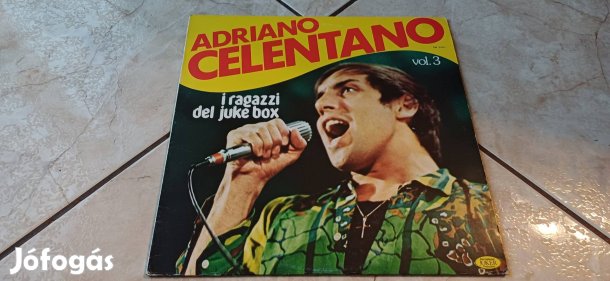 ADRIANO
CELENTANO
vol. 3
i ragazzi
del juke box
Jófogás